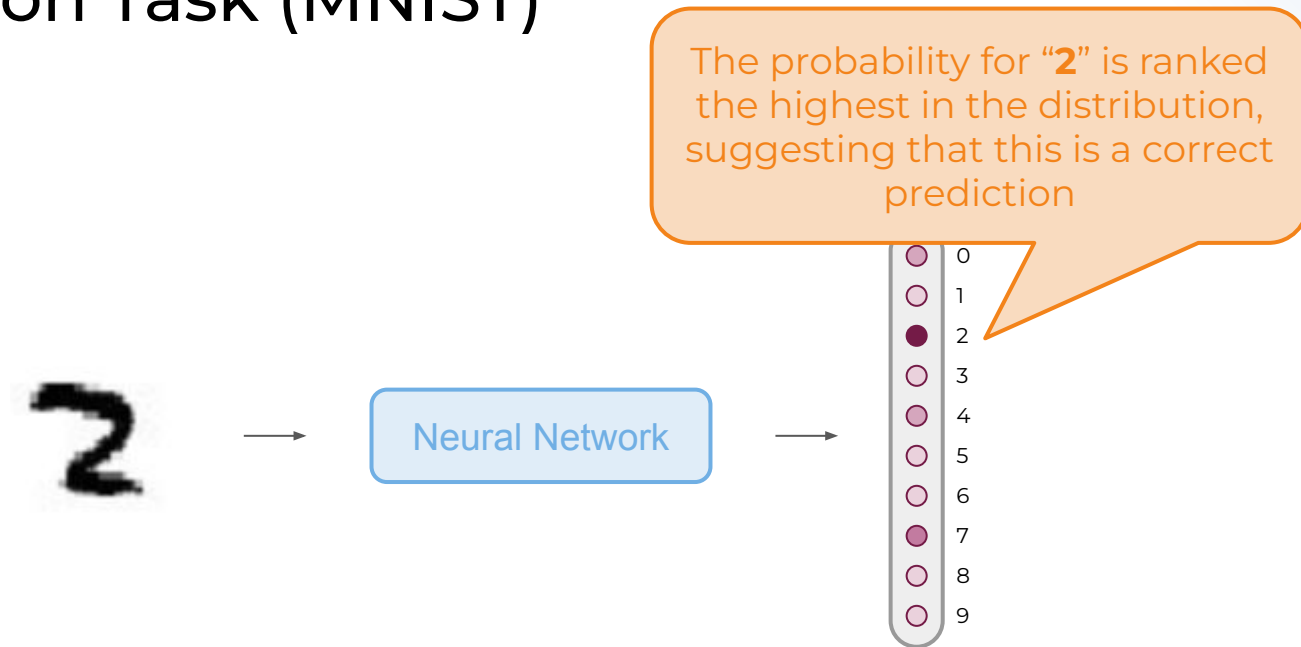 on Task (MNIST)
The probability for “2” is ranked
the highest in the distribution,
suggesting that this is a correct
prediction
0
1
2
3
4
5
6
7
8
9
2
Neural Network